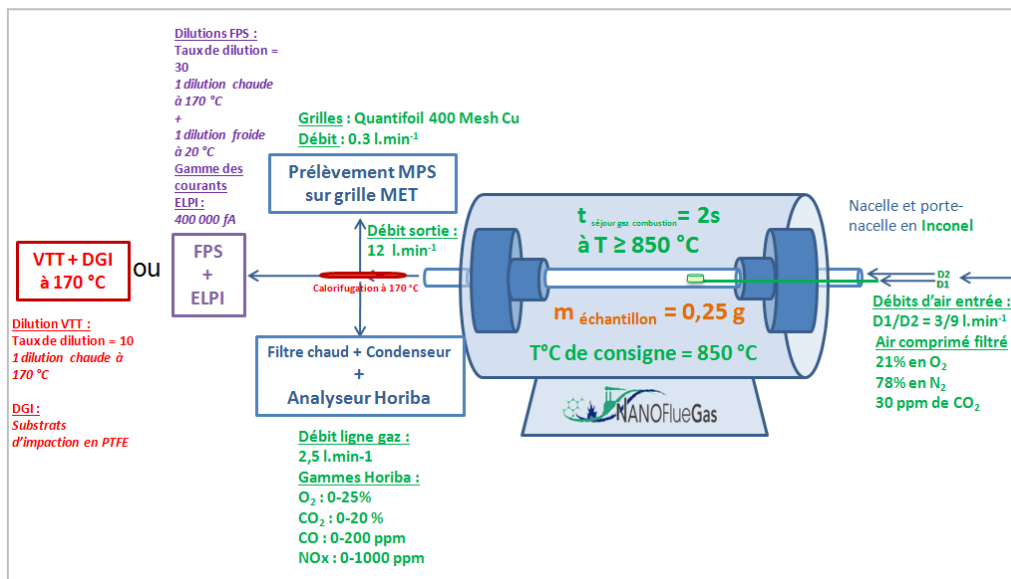 Dilutions FPS :
Taux de dilution =
30
1 dilution chaude
à 170 °C
+
1 dilution froide
à 20°C
Gamme des
courants
ELPI :
400 000 fA
Grilles : Quantifoil 400 Mesh Cu
Débit : 0.3 l.min-1
Prélèvement MPS
sur grille MET
Débit sortie :
12 l.min-1
VTT + DGI
à 170 °C
ou
FPS
+
ELPI
Calorifugation à 170 °C
t séjour gaz combustion = 2s
à T ≥ 850 °C
m échantillon = 0,25 g
T°C de consigne = 850 °C
NANOFlueGas
Nacelle et porte-
nacelle en Inconel
D2
D1
Débits d'air entrée :
D1/D2 = 3/9 l.min-1
Air comprimé filtré
21% en O2
78% en N2
30 ppm de CO2
Dilution VTT :
Taux de dilution = 10
1 dilution chaude à
170 °C
DGI :
Substrats
d'impaction en PTFE
Filtre chaud + Condenseur
+
Analyseur Horiba
Débit ligne gaz :
2,5 l.min-1
Gammes Horiba :
O2 : 0-25%
CO2 : 0-20 %
CO : 0-200 ppm
NOx : 0-1000 ppm